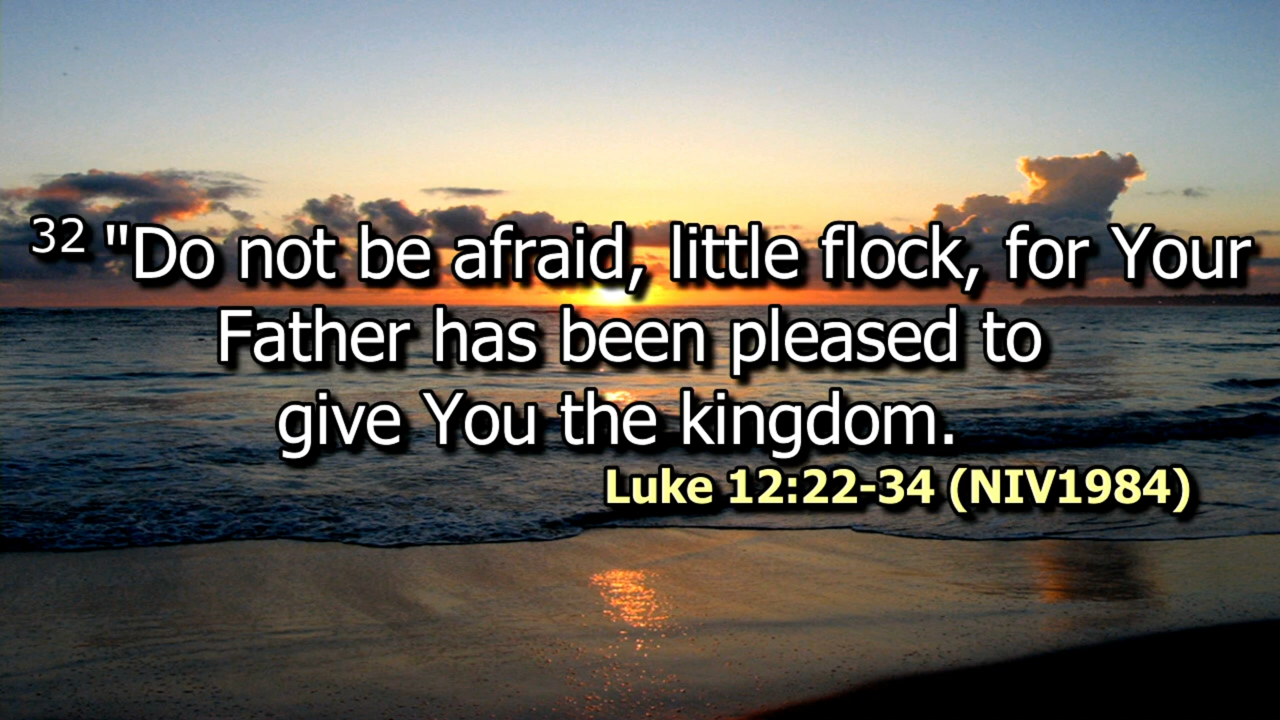 32 "Do not be afraid, little flock, for Your
Father has been pleased to
give You the kingdom.
Luke 12:22-34 (NIV1984)